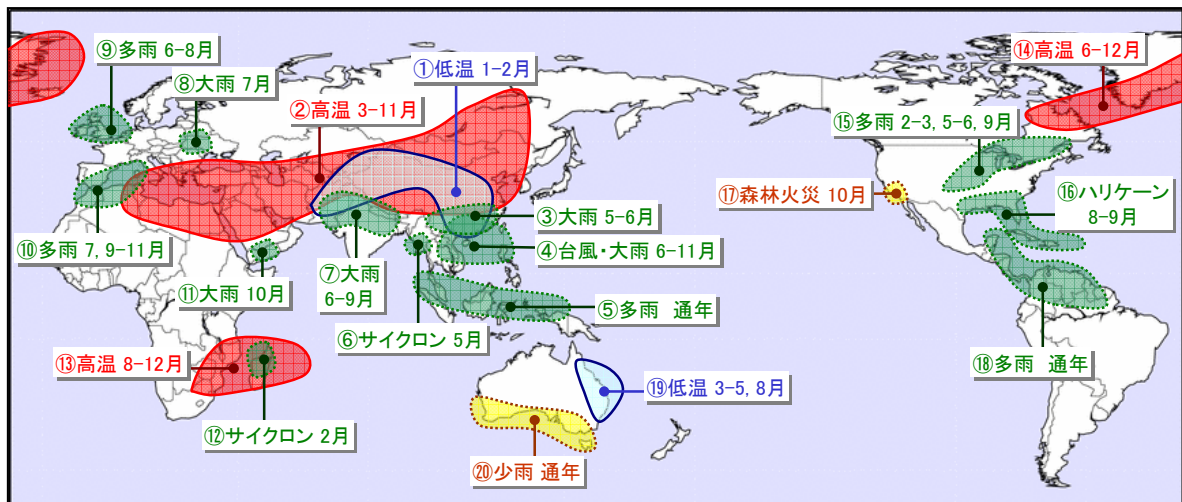 ⑨多雨 6-8月
⑧大雨 7月
①低温 1-2月
②高温 3-11月
⑭高温 6-12月
⑮多雨 2-3, 5-6, 9月
⑰森林火災 10月
⑯ハリケーン
8-9月
③大雨 5-6月
④台風・大雨 6-11月
⑩多雨 7, 9-11月
⑪大雨 10月
⑦大雨
6-9月
⑤多雨 通年
⑥サイクロン 5月
⑬高温 8-12月
⑱多雨 通年
⑲低温 3-5, 8月
⑫サイクロン 2月
⑳少雨 通年